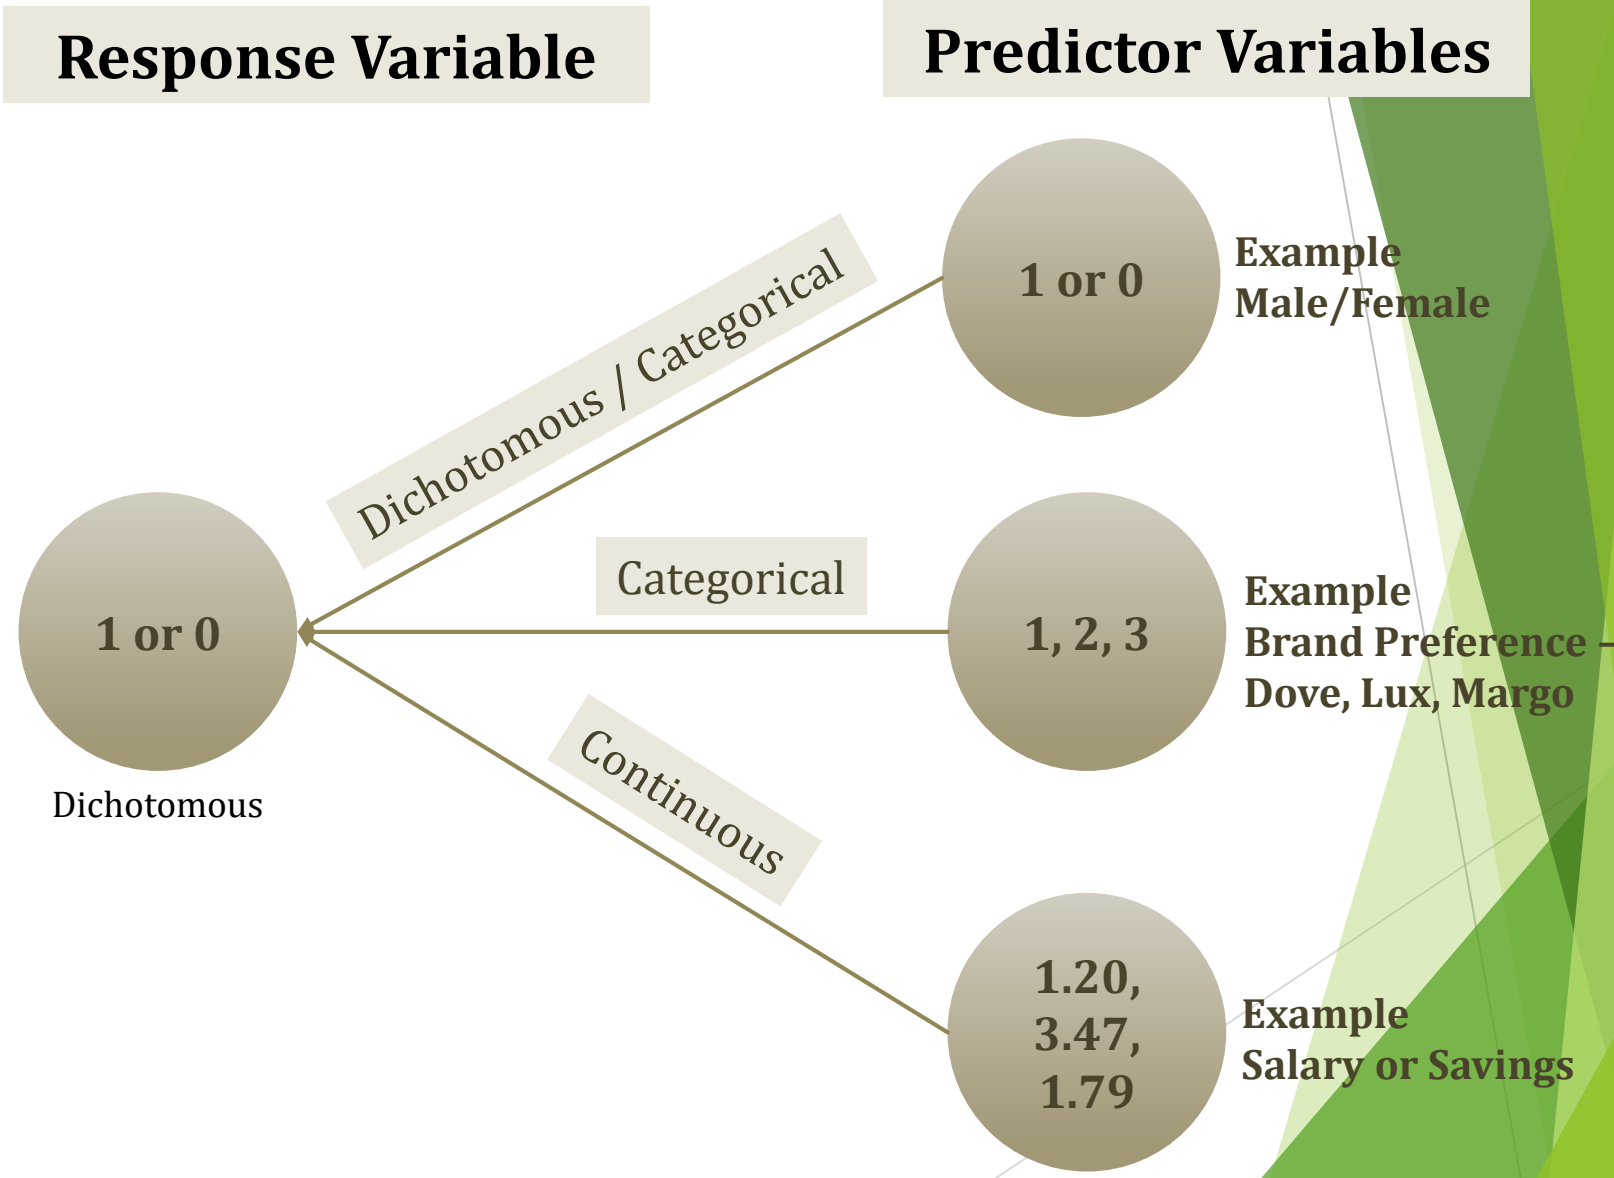 Response Variable
Predictor Variables
1 or 0
Dichotomous
Dichotomous / Categorical
1 or 0
Example
Male/Female
Categorical
1, 2, 3
Example
Brand Preference –
Dove, Lux, Margo
Continuous
1.20,
3.47,
1.79
Example
Salary or Savings